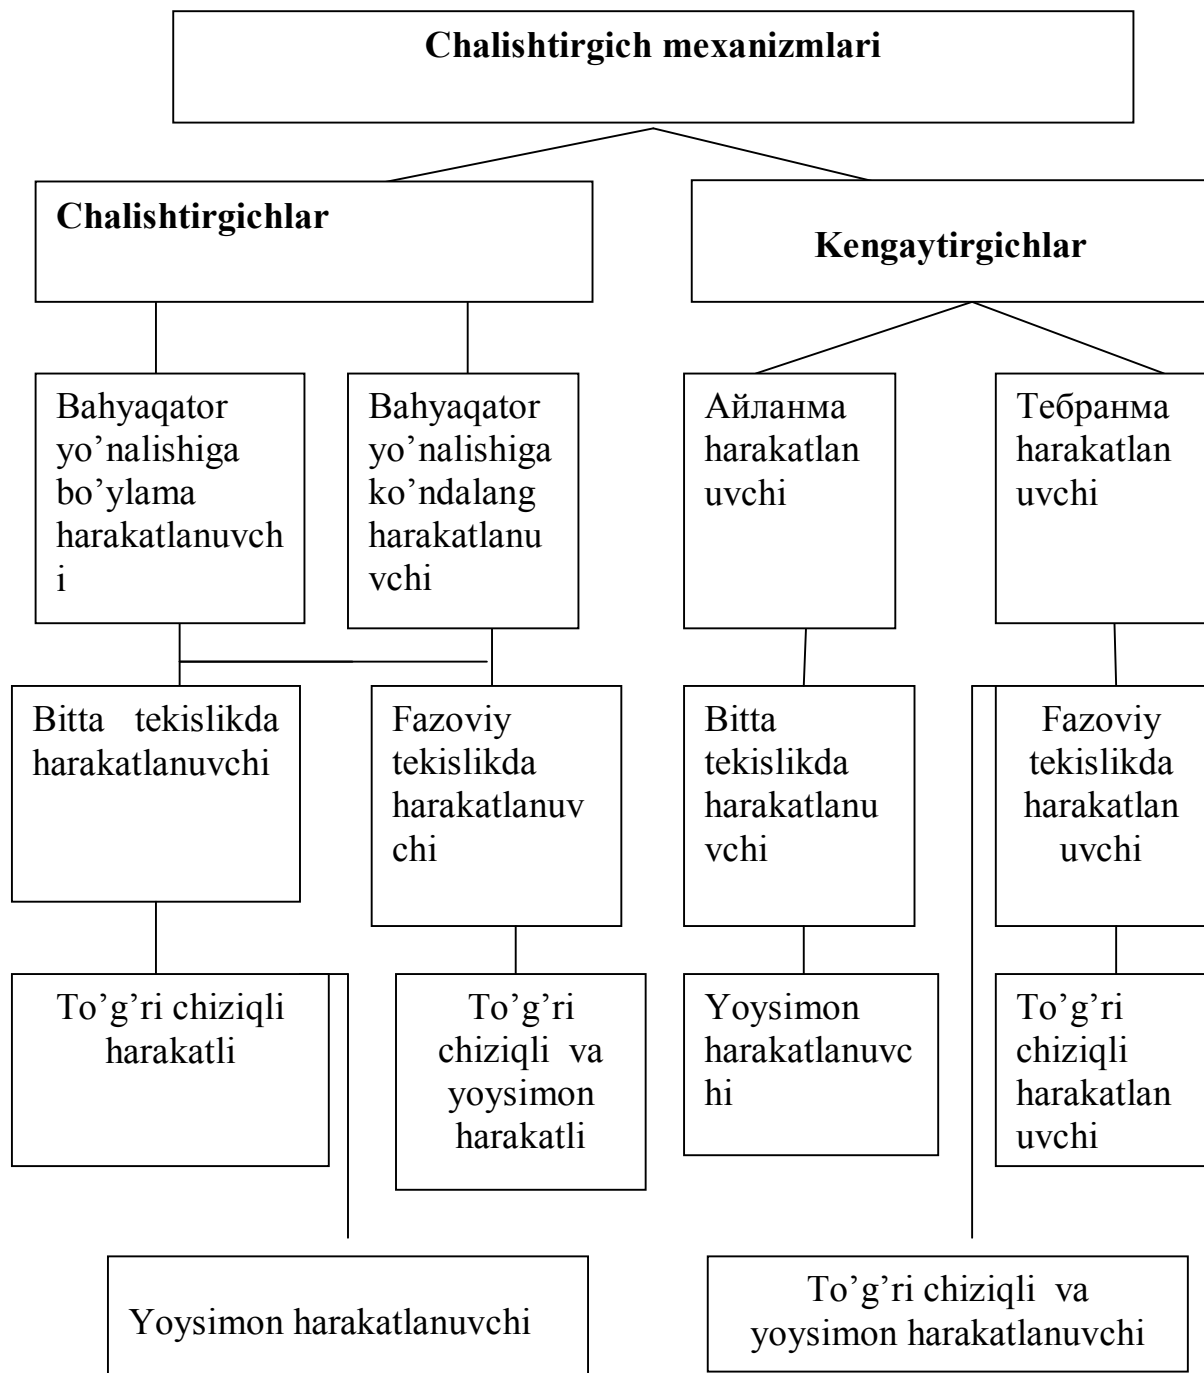 Chalishtirgich mexanizmlari
Chalishtirgichlar
Kengaytirgichlar
Bahyaqator
yo’nalishiga
bo’ylama
harakatlanuvch
i
Bahyaqator
yo’nalishiga
ko’ndalang
harakatlanu
vchi
Айланма
harakatlan
uvchi
Тебранма
harakatlan
uvchi
Bitta tekislikda
harakatlanuvchi
Fazoviy
tekislikda
harakatlanuv
chi
Bitta
tekislikda
harakatlanu
vchi
Fazoviy
tekislikda
harakatlan
uvchi
To’g’ri chiziqli
harakatli
To’g’ri
chiziqli va
yoysimon
harakatli
Yoysimon
harakatlanuvc
hi
To’g’ri
chiziqli
harakatlan
uvchi
Yoysimon harakatlanuvchi
To’g’ri chiziqli va
yoysimon harakatlanuvchi